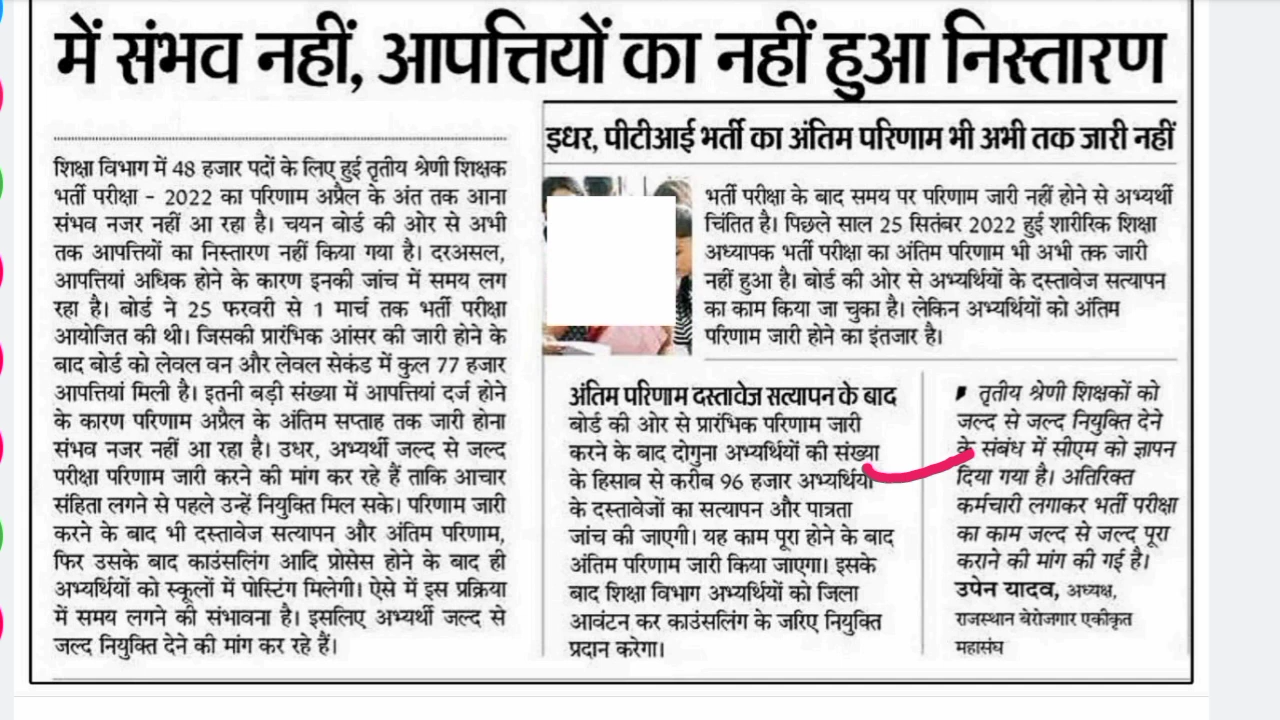 में संभव नहीं, आपत्तियों का नहीं हुआ निस्तारण
शिक्षा विभाग में 48 हजार पदों के लिए हुई तृतीय श्रेणी शिक्षक
भर्ती परीक्षा - 2022 का परिणाम अप्रैल के अंत तक आना
संभव नजर नहीं आ रहा है। चयन बोर्ड की ओर से अभी
तक आपत्तियों का निस्तारण नहीं किया गया है। दरअसल,
आपत्तियां अधिक होने के कारण इनकी जांच में समय लग
रहा है। बोर्ड ने 25 फरवरी से 1 मार्च तक भर्ती परीक्षा
आयोजित की थी। जिसकी प्रारंभिक आंसर की जारी होने के
बाद बोर्ड को लेवल वन और लेवल सेकंड में कुल 77 हजार
आपत्तियां मिली है। इतनी बड़ी संख्या में आपत्तियां दर्ज होने
के कारण परिणाम अप्रैल के अंतिम सप्ताह तक जारी होना
संभव नजर नहीं आ रहा है। उधर, अभ्यर्थी जल्द से जल्द
परीक्षा परिणाम जारी करने की मांग कर रहे हैं ताकि आचार
संहिता लगने से पहले उन्हें नियुक्ति मिल सके। परिणाम जारी
करने के बाद भी दस्तावेज सत्यापन और अंतिम परिणाम,
फिर उसके बाद काउंसलिंग आदि प्रोसेस होने के बाद ही
अभ्यर्थियों को स्कूलों में पोस्टिंग मिलेगी। ऐसे में इस प्रक्रिया
में समय लगने की संभावना है। इसलिए अभ्यर्थी जल्द से
जल्द नियुक्ति देने की मांग कर रहे हैं।
इधर, पीटीआई भर्ती का अंतिम परिणाम भी अभी तक जारी नहीं
भर्ती परीक्षा के बाद समय पर परिणाम जारी नहीं होने से अभ्यर्थी
चिंतित है। पिछले साल 25 सितंबर 2022 हुई शारीरिक शिक्षा
अध्यापक भर्ती परीक्षा का अंतिम परिणाम भी अभी तक जारी
नहीं हुआ है। बोर्ड की ओर से अभ्यर्थियों के दस्तावेज सत्यापन
का काम किया जा चुका है। लेकिन अभ्यर्थियों को अंतिम
परिणाम जारी होने का इंतजार है।
अंतिम परिणाम दस्तावेज सत्यापन के बाद
बोर्ड की ओर से प्रारंभिक परिणाम जारी
करने के बाद दोगुना अभ्यर्थियों की संख्या
के हिसाब से करीब 96 हजार अभ्यर्थियों
के दस्तावेजों का सत्यापन और पात्रता
जांच की जाएगी। यह काम पूरा होने के बाद
अंतिम परिणाम जारी किया जाएगा। इसके
बाद शिक्षा विभाग अभ्यर्थियों को जिला
आवंटन कर काउंसलिंग के जरिए नियुक्ति
प्रदान करेगा।
तृतीय श्रेणी शिक्षकों को
जल्द से जल्द नियुक्ति देने
के संबंध में सीएम को ज्ञापन
दिया गया है। अतिरिक्त
कर्मचारी लगाकर भर्ती परीक्षा
का काम जल्द से जल्द पूरा
कराने की मांग की गई है।
उपेन यादव, अध्यक्ष,
राजस्थान बेरोजगार एकीकृत
महासंघ